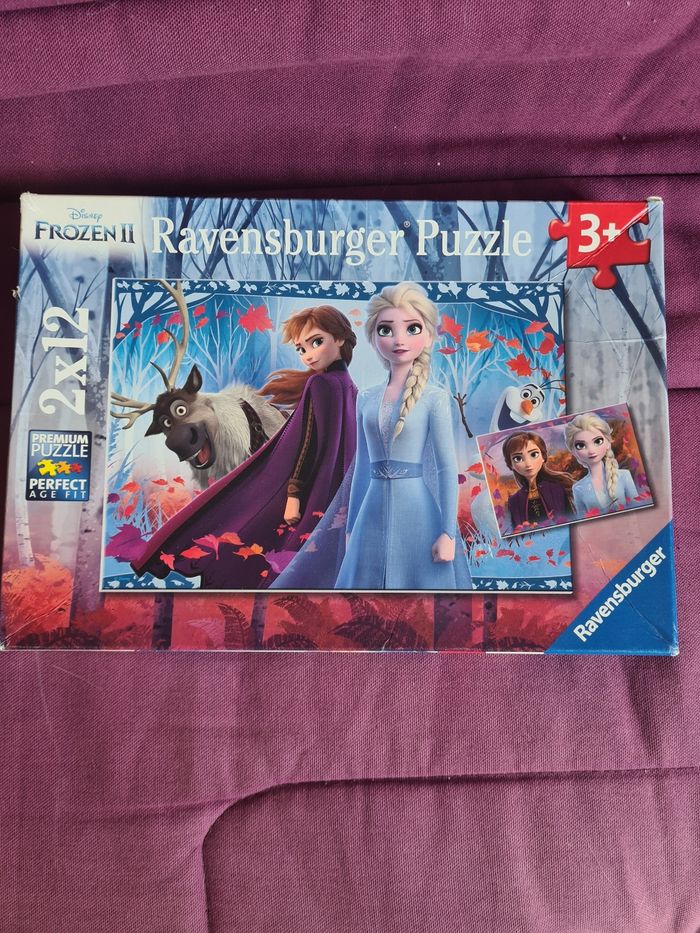 Disney
FROZEN II
Ravensburger® Puzzle
3+
2x12
PREMIUM
PUZZLE
PERFECT
AGE FIT
Ravensburger